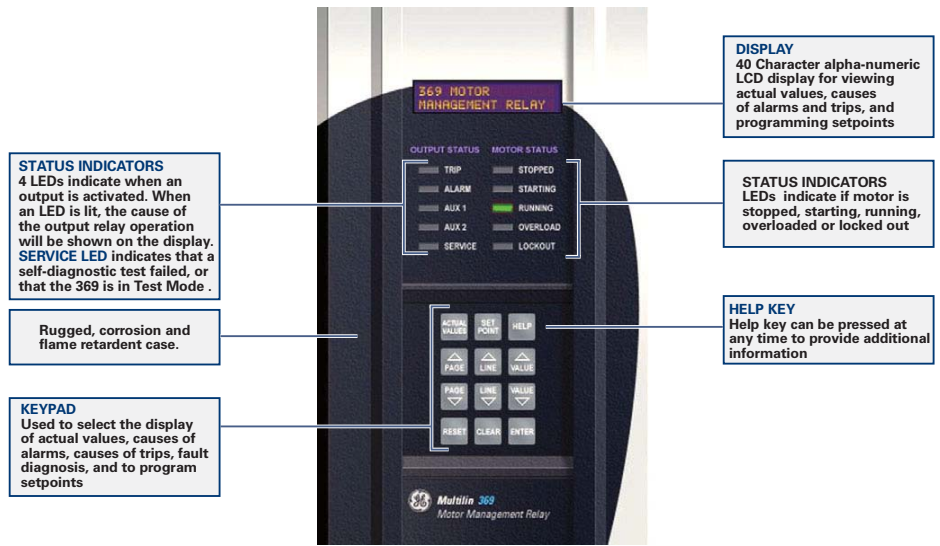 DISPLAY
40 Character alpha-numeric
LCD display for viewing
actual values, causes
of alarms and trips, and
programming setpoints
369 MOTOR
MANAGEMENT RELAY
OUTPUT STATUS MOTOR STATUS
TRIP STOPPED
ALARM STARTING
AUX 1 RUNNING
AUX 2 OVERLOAD
SERVICE LOCKOUT
STATUS INDICATORS
4 LEDs indicate when an
output is activated. When
an LED is lit, the cause of
the output relay operation
will be shown on the display.
SERVICE LED indicates that a
self-diagnostic test failed, or
that the 369 is in Test Mode .
STATUS INDICATORS
LEDs indicate if motor is
stopped, starting, running,
overloaded or locked out
Rugged, corrosion and
flame retardent case.
HELP KEY
Help key can be pressed at
any time to provide additional
information
KEYPAD
Used to select the display
of actual values, causes of
alarms, causes of trips, fault
diagnosis, and to program
setpoints
ACTUAL
VALUES
SET
POINT
HELP
PAGE
LINE
VALUE
PAGE
LINE
VALUE
RESET
CLEAR
ENTER
GE
Multilin 369
Motor Management Relay